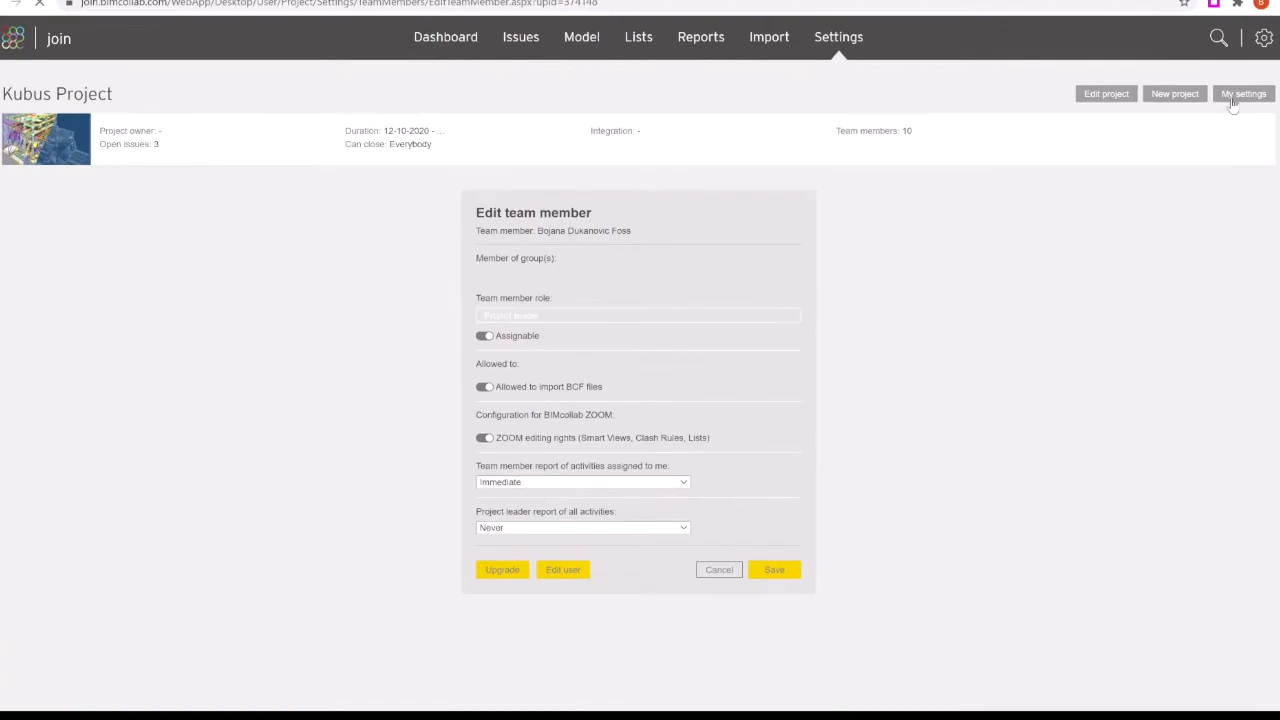 join.bimcollab.com/WebApp/Desktop/User/Project/Settings/TeamMembers/EditTeamMember.aspx?upid=374148
join Dashboard Issues Model Lists Reports Import Settings
Kubus Project Edit project New project My settings
Project owner: - Duration: 12-10-2020 - ... Integration: - Team members: 10
Open issues: 3 Can close: Everybody
Edit team member
Team member: Bojana Dukanovic Foss
Member of group(s):
Team member role:
Project leader
Assignable
Allowed to:
Allowed to import BCF files
Configuration for BIMcollab ZOOM:
ZOOM editing rights (Smart Views, Clash Rules, Lists)
Team member report of activities assigned to me:
Immediate
Project leader report of all activities:
Never
Upgrade Edit user Cancel Save